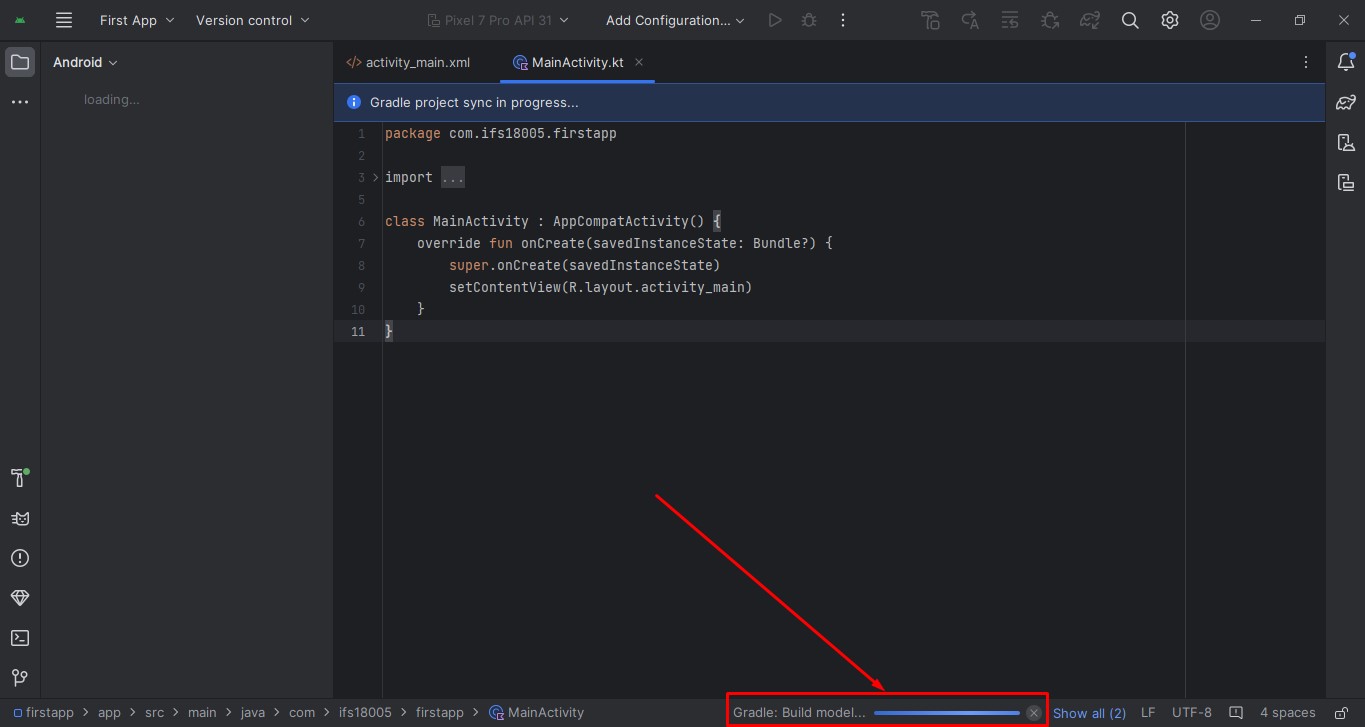 First App Version control Pixel 7 Pro API 31 Add Configuration...
Android
activity_main.xml MainActivity.kt
loading...
Gradle project sync in progress...
1 package com.ifs18005.firstapp
2
3 import ...
5
6 class MainActivity : AppCompatActivity() {
7 override fun onCreate(savedInstanceState: Bundle?) {
8 super.onCreate(savedInstanceState)
9 setContentView(R.layout.activity_main)
10 }
11 }
firstapp > app > src > main > java > com > ifs18005 > firstapp > MainActivity Gradle: Build model... Show all (2) LF UTF-8 4 spaces